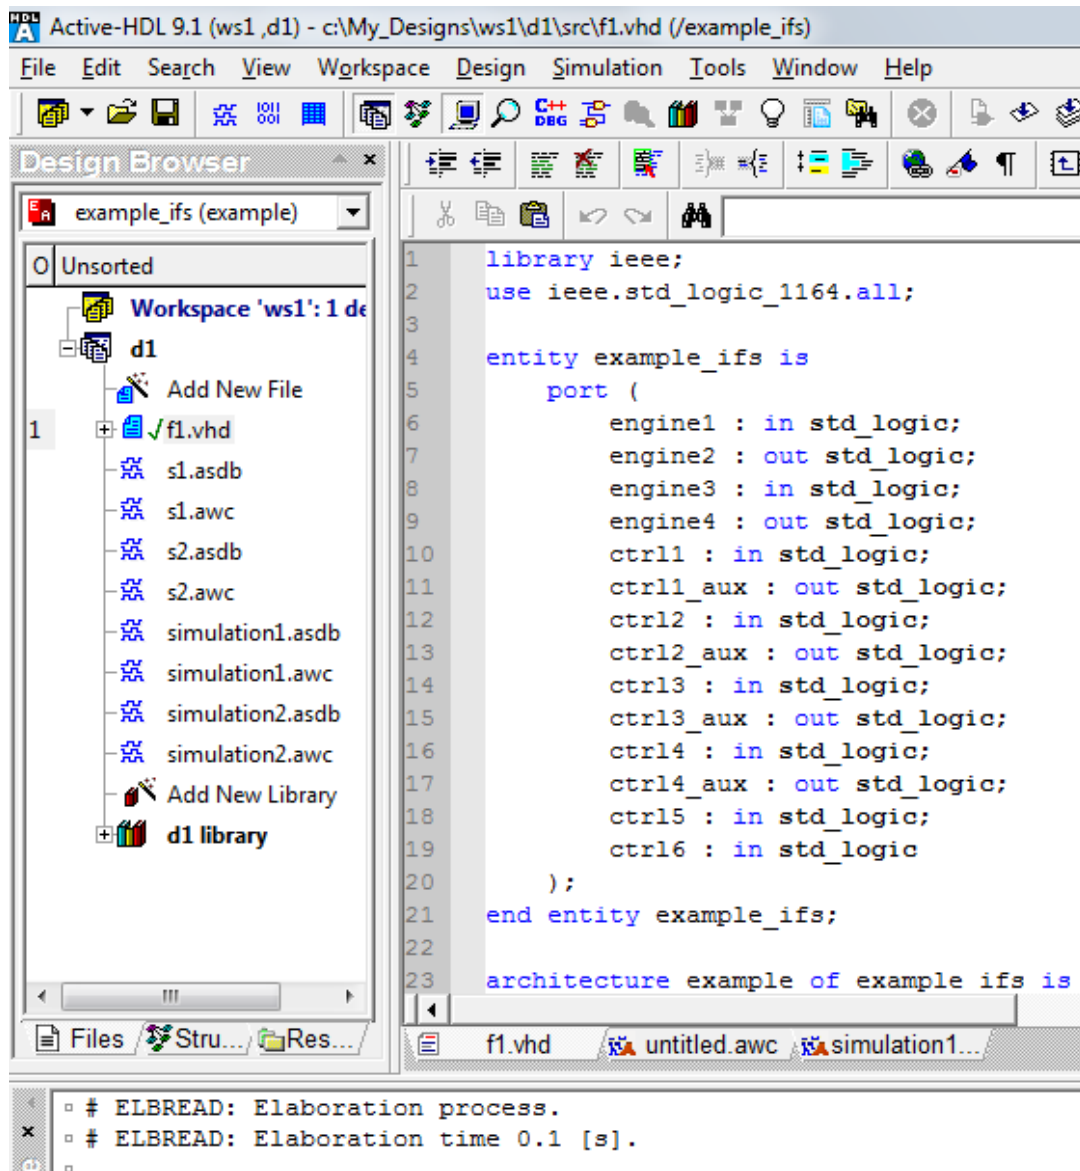 Active-HDL 9.1 (ws1 ,d1) - c:\My_Designs\ws1\d1\src\f1.vhd (/example_ifs)
File Edit Search View Workspace Design Simulation Tools Window Help
C++
DBG
Design Browser
example_ifs (example)
O Unsorted
Workspace 'ws1': 1 de
d1
Add New File
1 f1.vhd
s1.asdb
s1.awc
s2.asdb
s2.awc
simulation1.asdb
simulation1.awc
simulation2.asdb
simulation2.awc
Add New Library
d1 library
Files Stru... Res...
1 library ieee;
2 use ieee.std_logic_1164.all;
3
4 entity example_ifs is
5 port (
6 engine1 : in std_logic;
7 engine2 : out std_logic;
8 engine3 : in std_logic;
9 engine4 : out std_logic;
10 ctrl1 : in std_logic;
11 ctrl1_aux : out std_logic;
12 ctrl2 : in std_logic;
13 ctrl2_aux : out std_logic;
14 ctrl3 : in std_logic;
15 ctrl3_aux : out std_logic;
16 ctrl4 : in std_logic;
17 ctrl4_aux : out std_logic;
18 ctrl5 : in std_logic;
19 ctrl6 : in std_logic
20 );
21 end entity example_ifs;
22
23 architecture example of example ifs is
f1.vhd untitled.awc simulation1...
# ELBREAD: Elaboration process.
# ELBREAD: Elaboration time 0.1 [s].